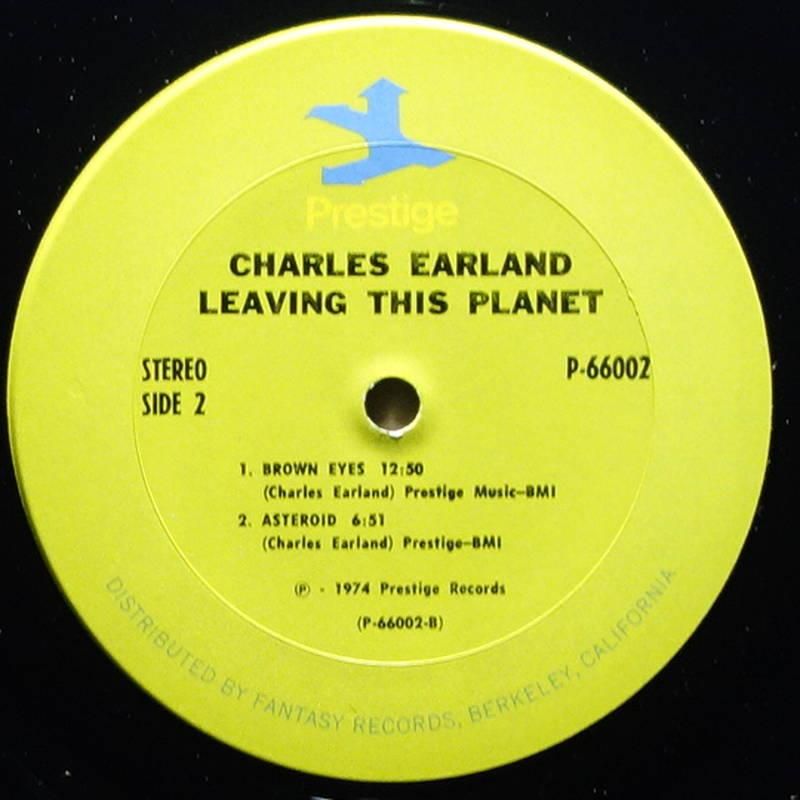 Prestige
CHARLES EARLAND
LEAVING THIS PLANET
STEREO
SIDE 2
P-66002
1. BROWN EYES 12:50
(Charles Earland) Prestige Music-BMI
2. ASTEROID 6:51
(Charles Earland) Prestige-BMI
Ⓟ - 1974 Prestige Records
(P-66002-B)
DISTRIBUTED BY FANTASY RECORDS, BERKELEY, CALIFORNIA